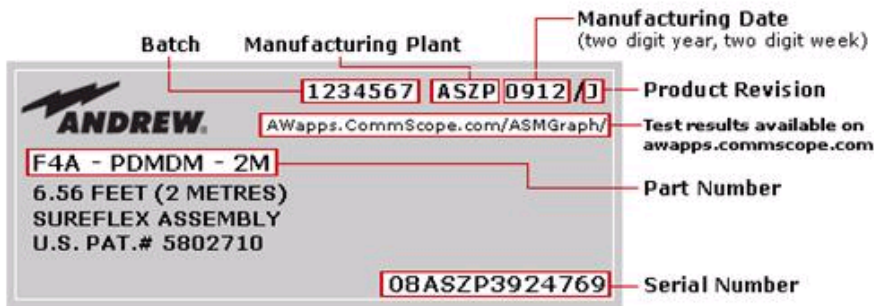 Manufacturing Date
(two digit year, two digit week)
Batch Manufacturing Plant
1234567 ASZP 0912/J Product Revision
ANDREW.
AWapps.CommScope.com/ASMGraph/ Test results available on
awapps.commscope.com
F4A - PDMDM - 2M
Part Number
6.56 FEET (2 METRES)
SUREFLEX ASSEMBLY
U.S. PAT.# 5802710
08ASZP3924769 Serial Number